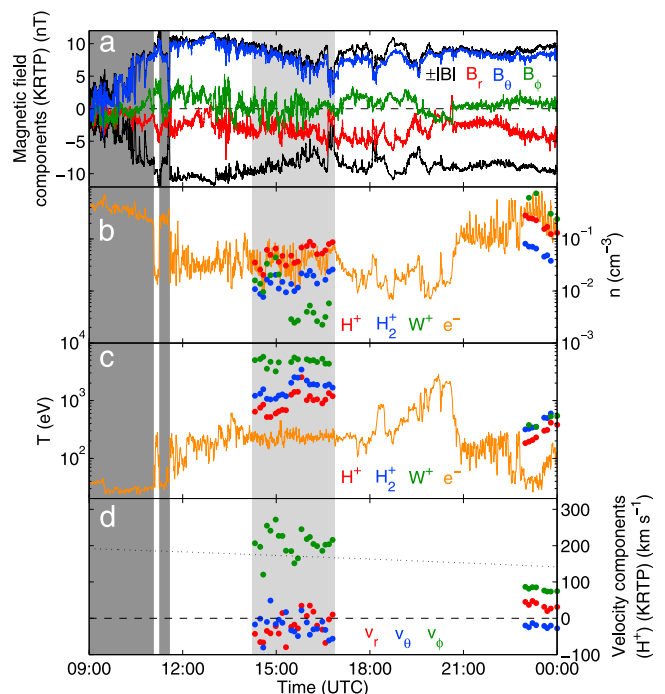 a
Magnetic field
components (KRTP) (nT)
10
5
0
−5
−10
±|B| Br Bθ Bϕ
b
n (cm⁻³)
10⁻¹
10⁻²
10⁻³
H⁺ H₂⁺ W⁺ e⁻
c
T (eV)
10⁴
10³
10²
H⁺ H₂⁺ W⁺ e⁻
d
Velocity components
(H⁺) (KRTP) (km s⁻¹)
300
200
100
0
−100
vr vθ vϕ
09:00 12:00 15:00 18:00 21:00 00:00
Time (UTC)